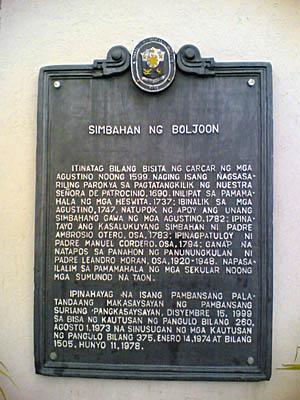 SIMBAHAN NG BOLJOON
ITINATAG BILANG BISITA NG CARCAR NG MGA
AGUSTINO NOONG 1599. NAGING ISANG NAGSASA-
RILING PAROKYA SA PAGTATANGKILIK NG NUESTRA
SEÑORA DE PATROCINIO, 1690. INILIPAT SA PAMAMA-
HALA NG MGA HESWITA, 1737; IBINALIK SA MGA
AGUSTINO, 1747. NATUPOK NG APOY ANG UNANG
SIMBAHANG GAWA NG MGA AGUSTINO, 1782; IPINA-
TAYO ANG KASALUKUYANG SIMBAHAN NI PADRE
AMBROSIO OTERO, OSA, 1783; IPINAGPATULOY
NI PADRE MANUEL CORDERO, OSA, 1794; GANAP NA
NATAPOS SA PANAHON NG PANUNUNGKULAN NI
PADRE LEANDRO MORAN, OSA, 1920-1948. NAPASA-
ILALIM SA PAMAMAHALA NG MGA SEKULAR NOONG
MGA SUMUNOD NA TAON.
IPINAHAYAG NA ISANG PAMBANSANG PALA-
TANDAANG MAKASAYSAYAN NG PAMBANSANG
SURIANG PANGKASAYSAYAN, DISYEMBRE 15, 1999
SA BISA NG KAUTUSAN NG PANGULO BILANG 260,
AGOSTO 1, 1973 NA SINUSUGAN NG MGA KAUTUSAN
NG PANGULO BILANG 375, ENERO 14, 1974 AT BILANG
1505, HUNYO 11, 1978.